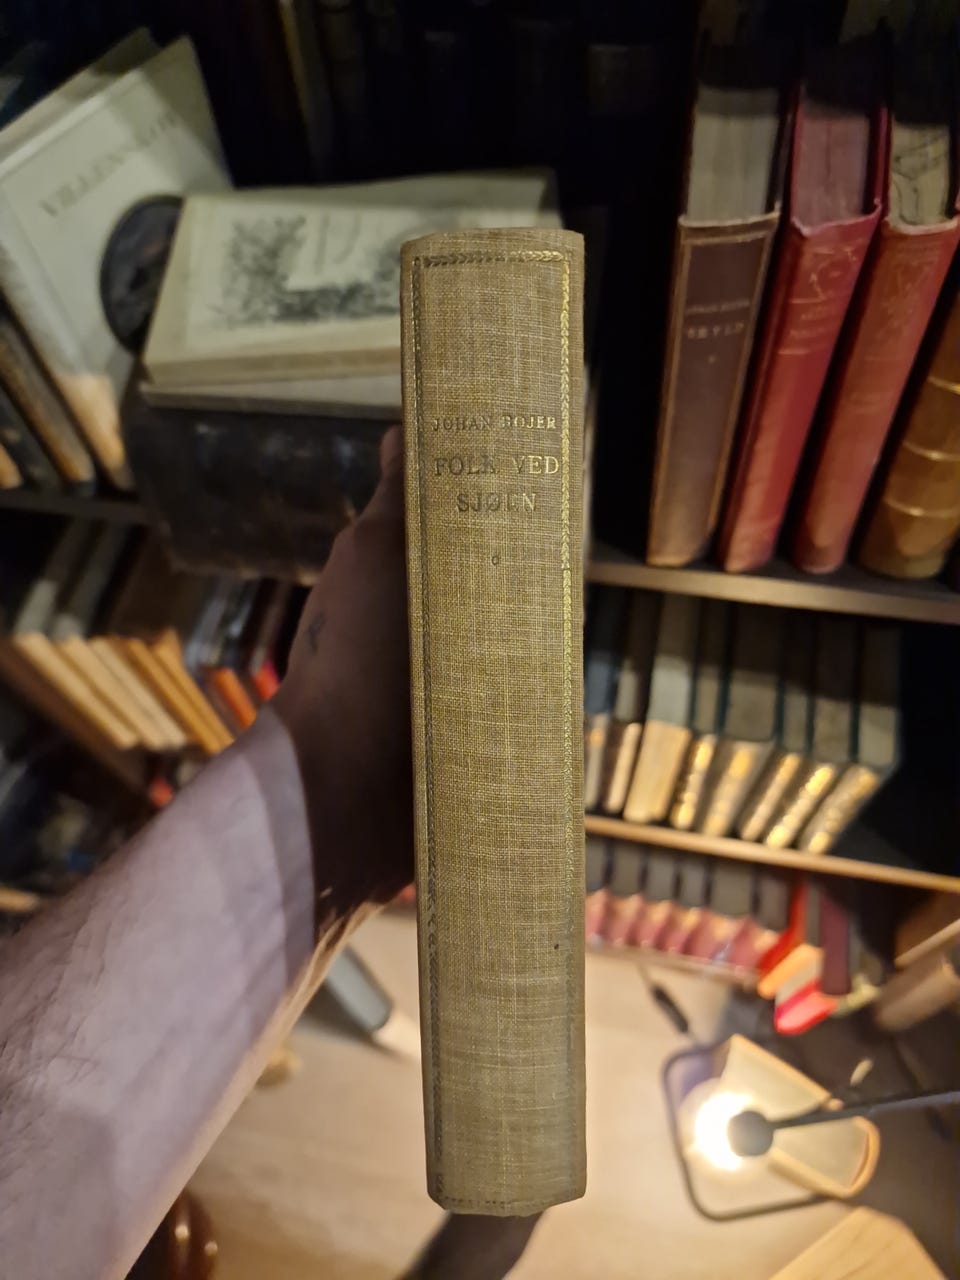 JOHAN BOJER
FOLK VED
SJØEN